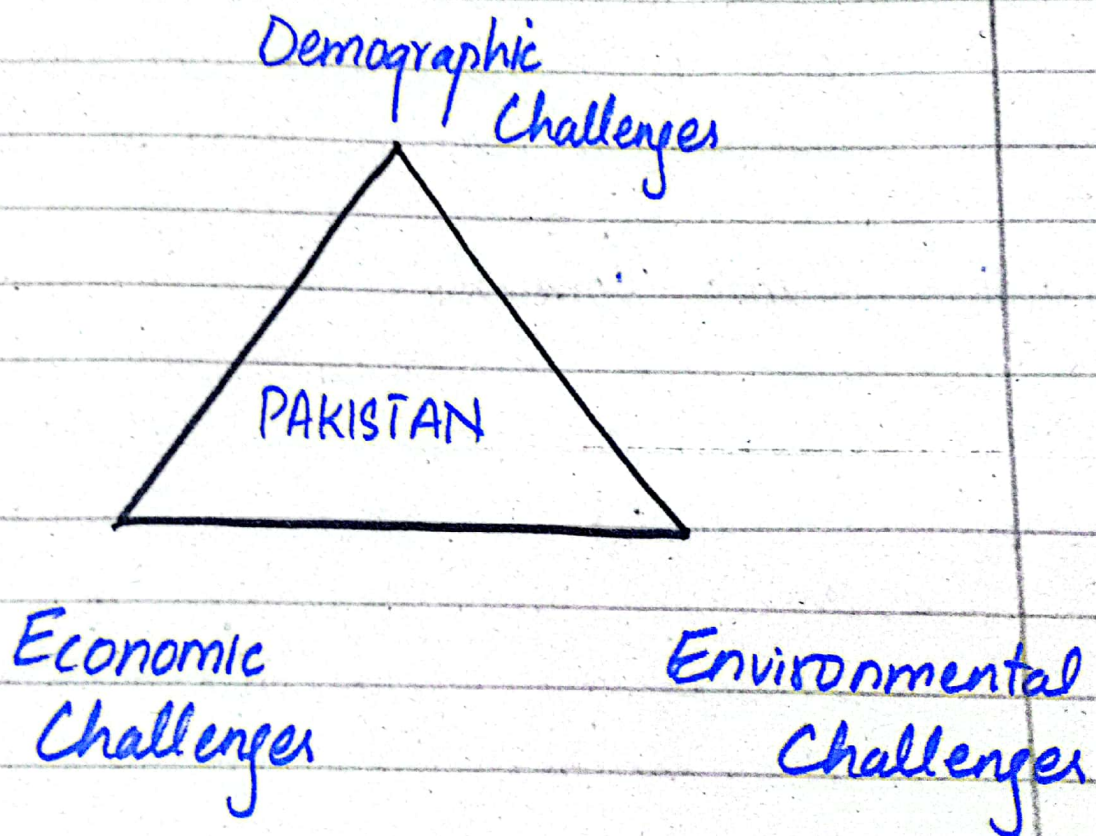 Demographic
Challenges
PAKISTAN
Economic
Challenges
Environmental
Challenges